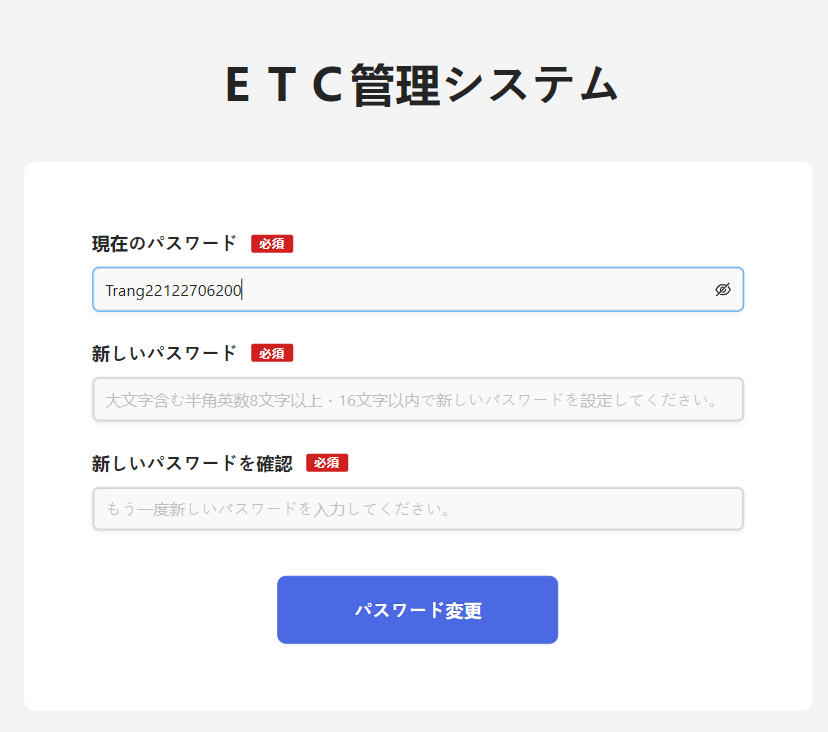 ＥＴＣ管理システム
現在のパスワード 必須
Trang22122706200
新しいパスワード 必須
大文字含む半角英数8文字以上・16文字以内で新しいパスワードを設定してください。
新しいパスワードを確認 必須
もう一度新しいパスワードを入力してください。
パスワード変更